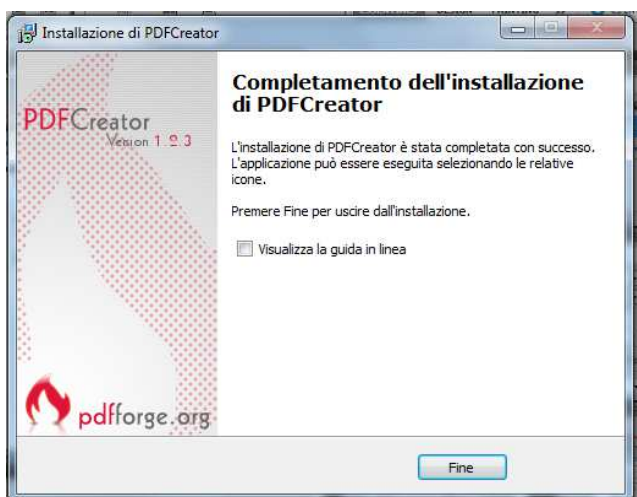 Installazione di PDFCreator
Completamento dell'installazione
di PDFCreator
PDFCreator
Version 1.2.3
L'installazione di PDFCreator è stata completata con successo.
L'applicazione può essere eseguita selezionando le relative
icone.
Premere Fine per uscire dall'installazione.
Visualizza la guida in linea
pdfforge.org
Fine